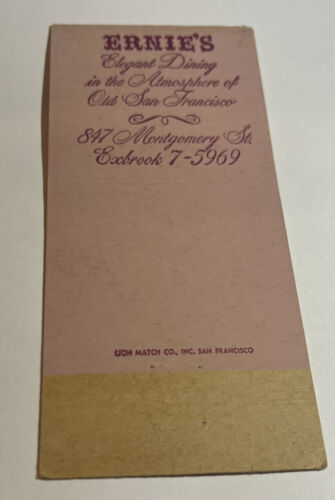 ERNIE'S
Elegant Dining
in the Atmosphere of
Old San Francisco
847 Montgomery St.
Exbrook 7-5969
LION MATCH CO., INC. SAN FRANCISCO